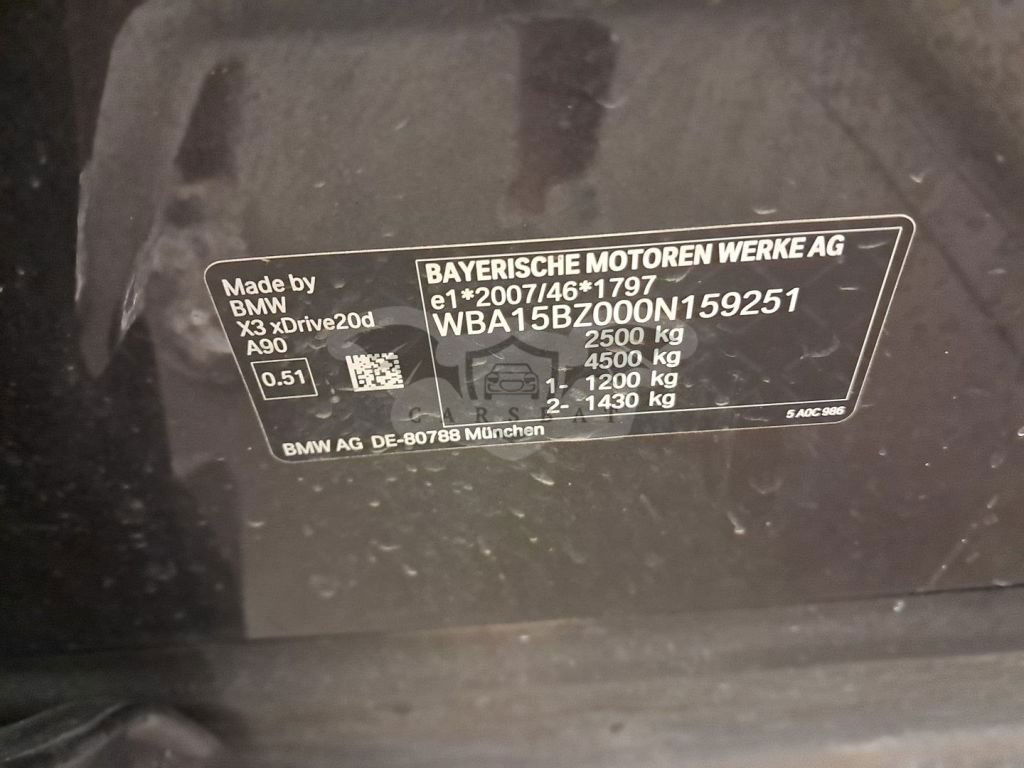 Made by
BMW
X3 xDrive20d
A90
0.51
BAYERISCHE MOTOREN WERKE AG
e1*2007/46*1797
WBA15BZ000N159251
2500 kg
4500 kg
1- 1200 kg
2- 1430 kg
5 A0C 986
BMW AG DE-80788 München
CARSEAT